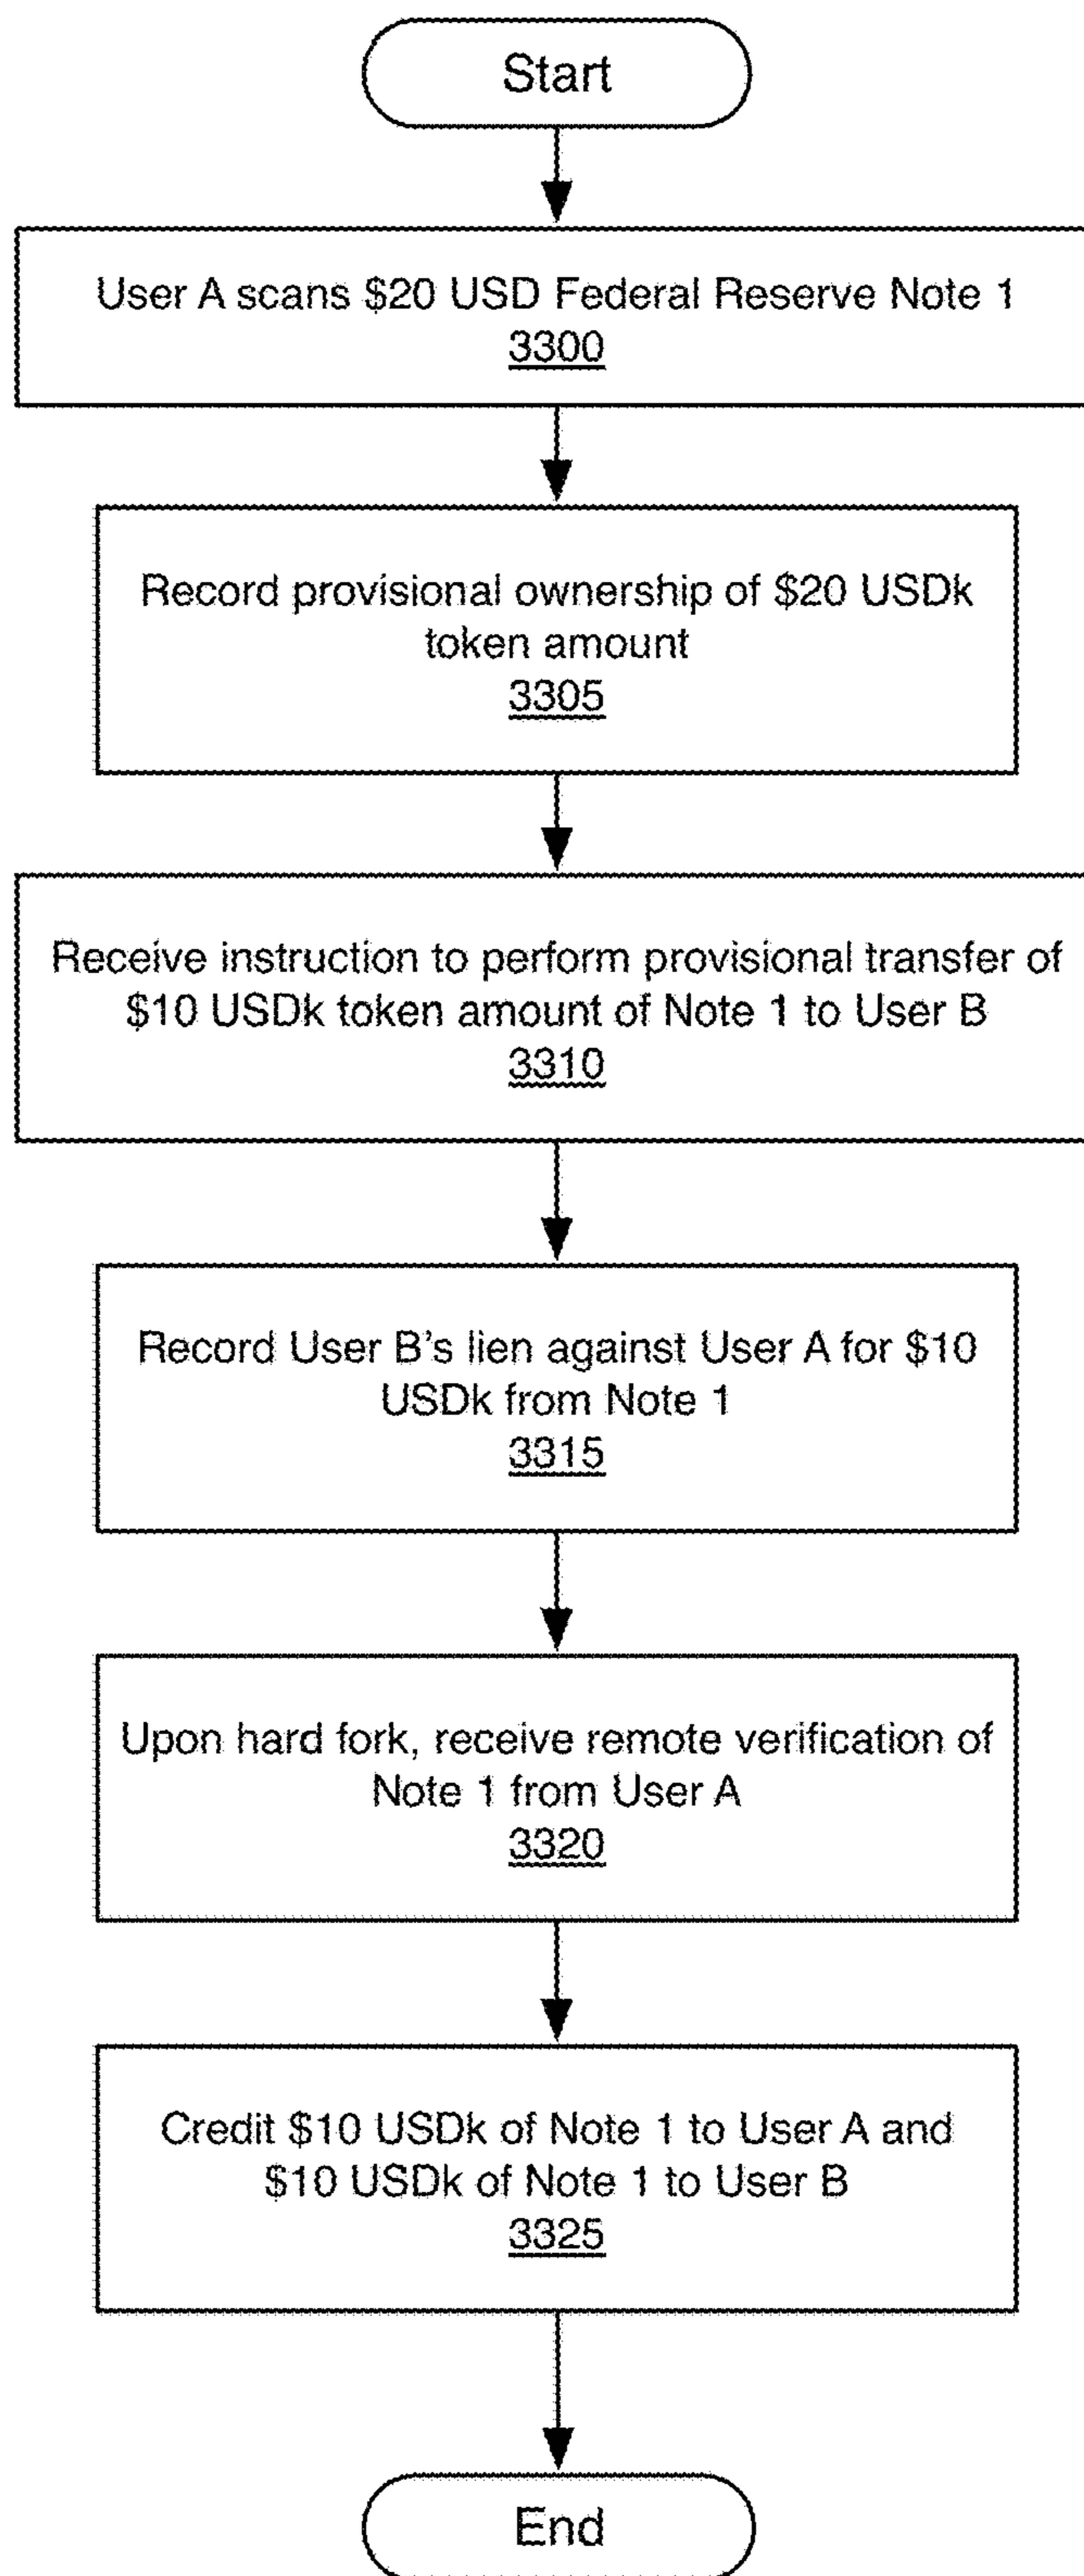 Start
User A scans $20 USD Federal Reserve Note 1
3300
Record provisional ownership of $20 USDk
token amount
3305
Receive instruction to perform provisional transfer of
$10 USDk token amount of Note 1 to User B
3310
Record User B's lien against User A for $10
USDk from Note 1
3315
Upon hard fork, receive remote verification of
Note 1 from User A
3320
Credit $10 USDk of Note 1 to User A and
$10 USDk of Note 1 to User B
3325
End